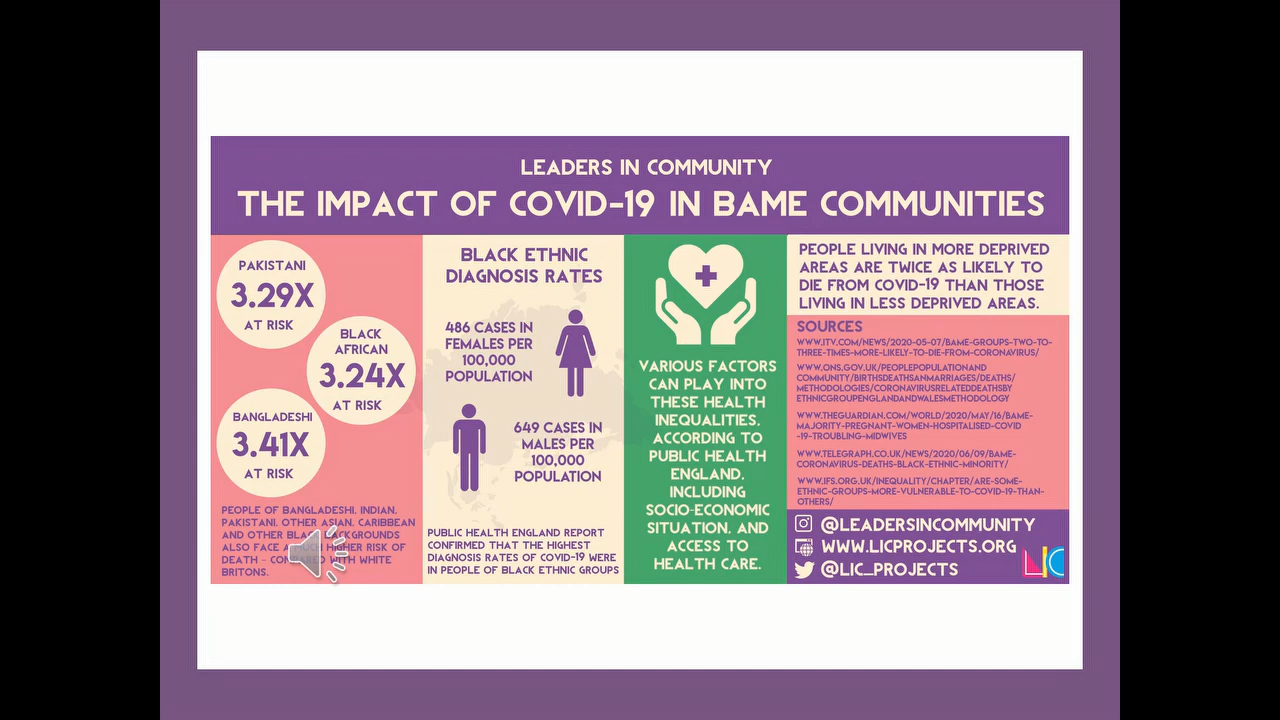 LEADERS IN COMMUNITY
THE IMPACT OF COVID-19 IN BAME COMMUNITIES
PAKISTANI
3.29X
AT RISK
BLACK
AFRICAN
3.24X
AT RISK
BANGLADESHI
3.41X
AT RISK
PEOPLE OF BANGLADESHI, INDIAN,
PAKISTANI, OTHER ASIAN, CARIBBEAN
AND OTHER BLACK BACKGROUNDS
ALSO FACE A MUCH HIGHER RISK OF
DEATH – COMPARED WITH WHITE
BRITONS.
BLACK ETHNIC
DIAGNOSIS RATES
486 CASES IN
FEMALES PER
100,000
POPULATION
649 CASES IN
MALES PER
100,000
POPULATION
PUBLIC HEALTH ENGLAND REPORT
CONFIRMED THAT THE HIGHEST
DIAGNOSIS RATES OF COVID-19 WERE
IN PEOPLE OF BLACK ETHNIC GROUPS
VARIOUS FACTORS
CAN PLAY INTO
THESE HEALTH
INEQUALITIES,
ACCORDING TO
PUBLIC HEALTH
ENGLAND,
INCLUDING
SOCIO-ECONOMIC
SITUATION, AND
ACCESS TO
HEALTH CARE.
PEOPLE LIVING IN MORE DEPRIVED
AREAS ARE TWICE AS LIKELY TO
DIE FROM COVID-19 THAN THOSE
LIVING IN LESS DEPRIVED AREAS.
SOURCES
WWW.ITV.COM/NEWS/2020-05-07/BAME-GROUPS-TWO-TO-
THREE-TIMES-MORE-LIKELY-TO-DIE-FROM-CORONAVIRUS/
WWW.ONS.GOV.UK/PEOPLEPOPULATIONAND
COMMUNITY/BIRTHSDEATHSANMARRIAGES/DEATHS/
METHODOLOGIES/CORONAVIRUSRELATEDDEATHSBY
ETHNICGROUPENGLANDANDWALESMETHODOLOGY
WWW.THEGUARDIAN.COM/WORLD/2020/MAY/16/BAME-
MAJORITY-PREGNANT-WOMEN-HOSPITALISED-COVID
-19-TROUBLING-MIDWIVES
WWW.TELEGRAPH.CO.UK/NEWS/2020/06/09/BAME-
CORONAVIRUS-DEATHS-BLACK-ETHNIC-MINORITY/
WWW.IFS.ORG.UK/INEQUALITY/CHAPTER/ARE-SOME-
ETHNIC-GROUPS-MORE-VULNERABLE-TO-COVID-19-THAN-
OTHERS/
@LEADERSINCOMMUNITY
WWW.LICPROJECTS.ORG
@LIC_PROJECTS
LIC